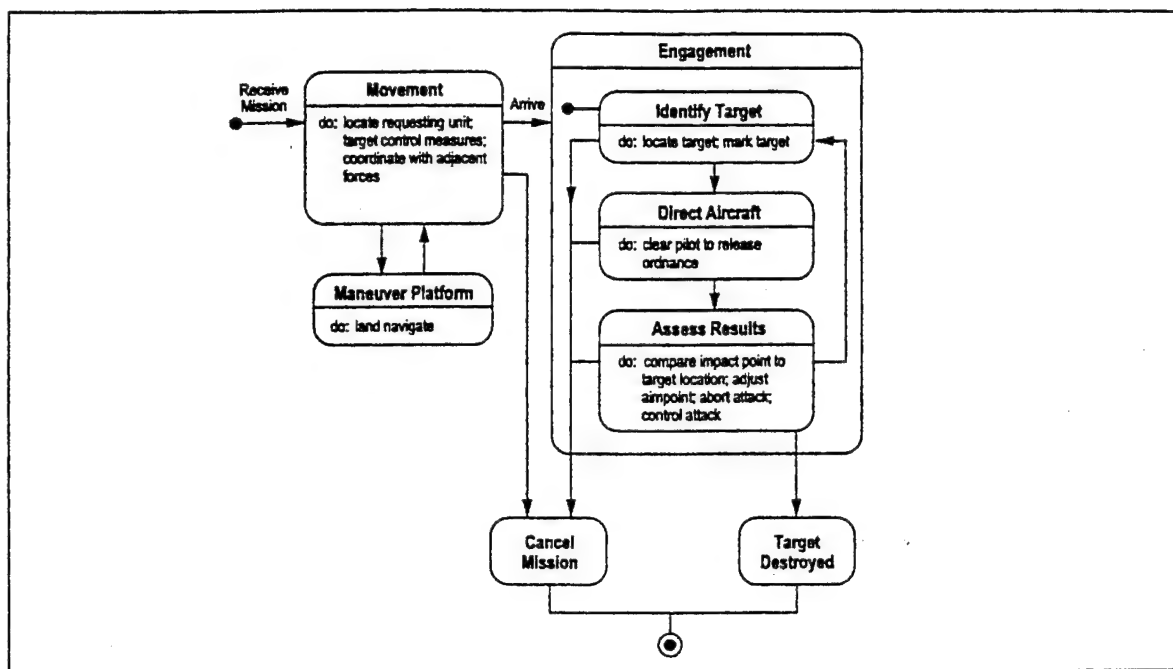 Engagement
Receive
Mission
Movement
do: locate requesting unit;
target control measures;
coordinate with adjacent
forces
Arrive
Identify Target
do: locate target; mark target
Direct Aircraft
do: clear pilot to release
ordnance
Maneuver Platform
do: land navigate
Assess Results
do: compare impact point to
target location; adjust
aimpoint; abort attack;
control attack
Cancel
Mission
Target
Destroyed